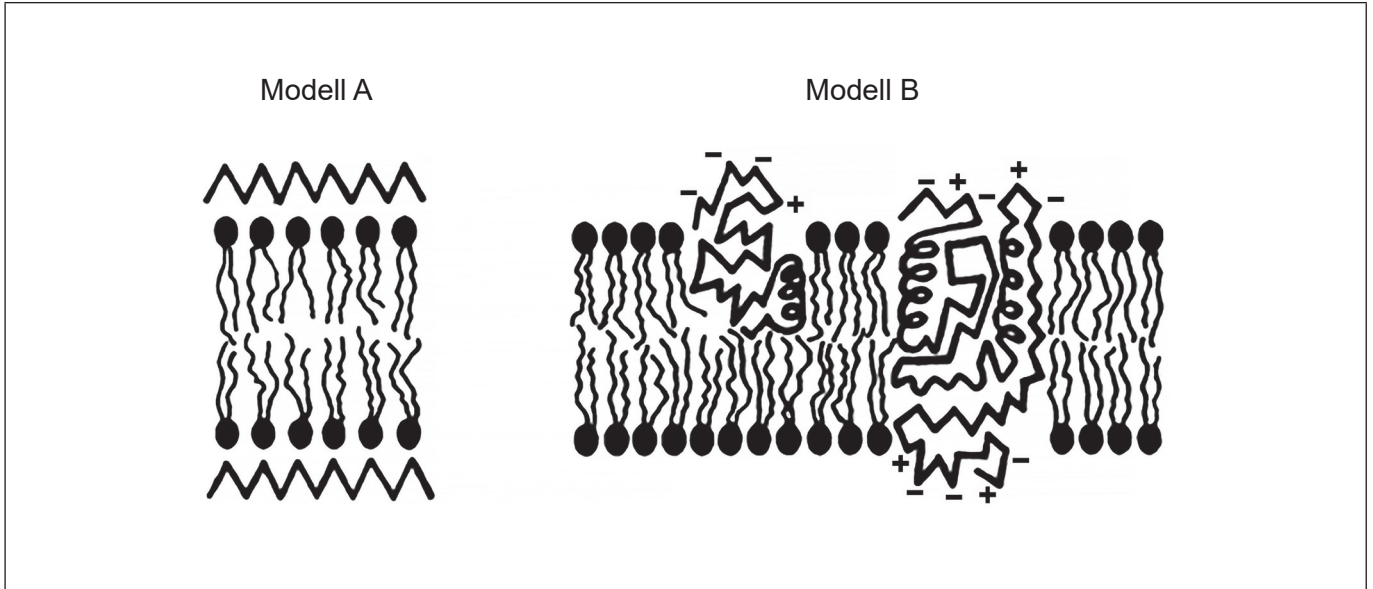 Modell A
Modell B
− −
− +
− + − + −
+ −
− − +